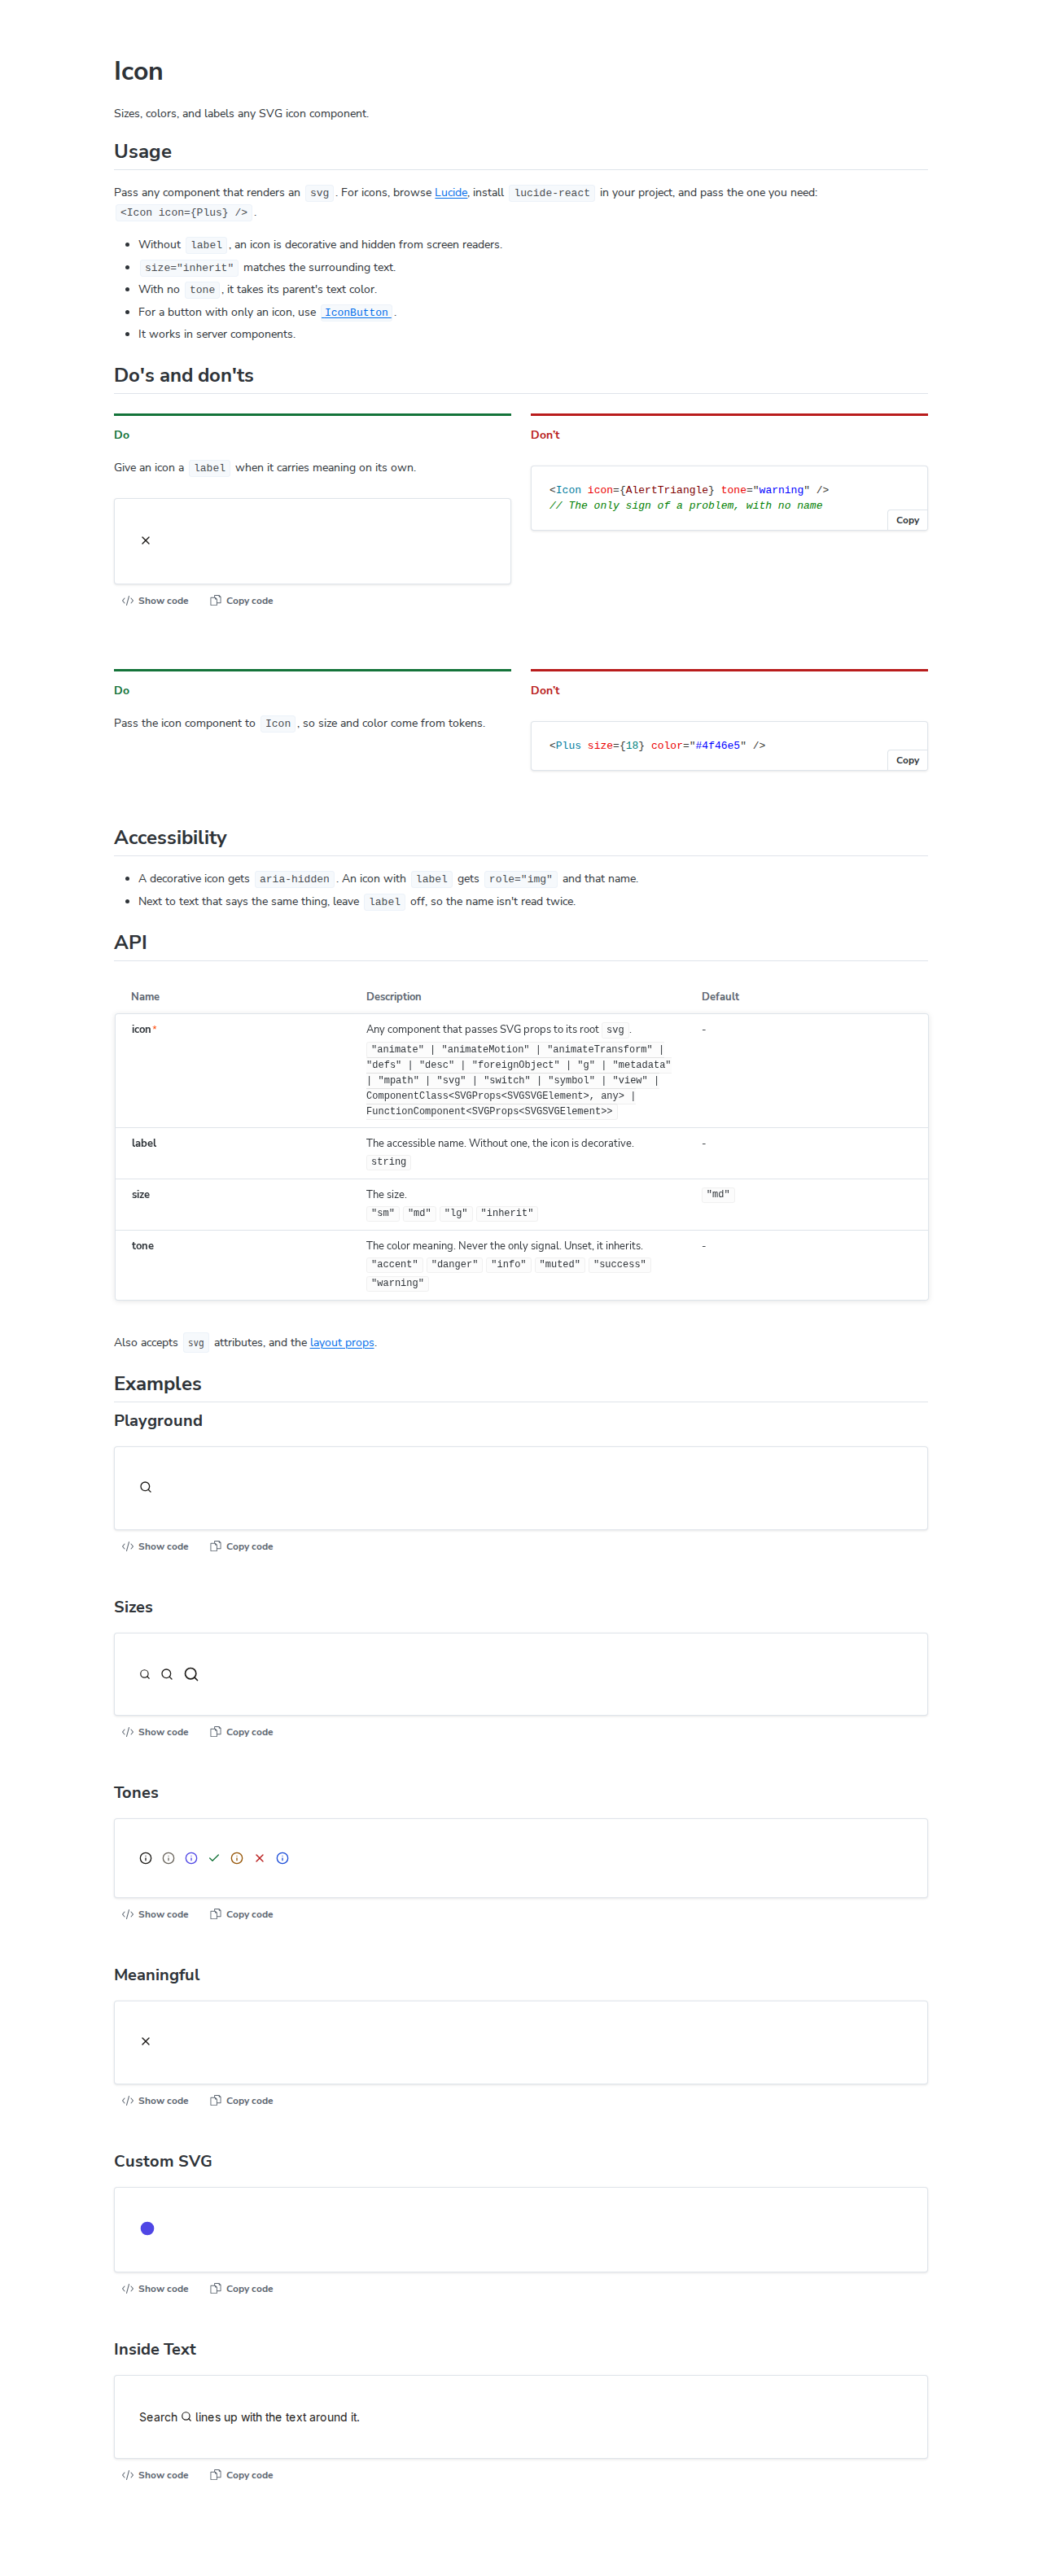 Icon
Sizes, colors, and labels any SVG icon component.
Usage
Pass any component that renders an svg. For icons, browse Lucide, install lucide-react in your project, and pass the one you need:
<Icon icon={Plus} />.
Without label, an icon is decorative and hidden from screen readers.
size="inherit" matches the surrounding text.
With no tone, it takes its parent's text color.
For a button with only an icon, use IconButton.
It works in server components.
Do's and don'ts
Do
Give an icon a label when it carries meaning on its own.
Show code Copy code
Don't
<Icon icon={AlertTriangle} tone="warning" />
// The only sign of a problem, with no name
Copy
Do
Pass the icon component to Icon, so size and color come from tokens.
Don't
<Plus size={18} color="#4f46e5" />
Copy
Accessibility
A decorative icon gets aria-hidden. An icon with label gets role="img" and that name.
Next to text that says the same thing, leave label off, so the name isn't read twice.
API
Name Description Default
icon* Any component that passes SVG props to its root svg. -
"animate" | "animateMotion" | "animateTransform" |
"defs" | "desc" | "foreignObject" | "g" | "metadata"
| "mpath" | "svg" | "switch" | "symbol" | "view" |
ComponentClass<SVGProps<SVGSVGElement>, any> |
FunctionComponent<SVGProps<SVGSVGElement>>
label The accessible name. Without one, the icon is decorative. -
string
size The size. "md"
"sm" "md" "lg" "inherit"
tone The color meaning. Never the only signal. Unset, it inherits. -
"accent" "danger" "info" "muted" "success"
"warning"
Also accepts svg attributes, and the layout props.
Examples
Playground
Show code Copy code
Sizes
Show code Copy code
Tones
Show code Copy code
Meaningful
Show code Copy code
Custom SVG
Show code Copy code
Inside Text
Search lines up with the text around it.
Show code Copy code